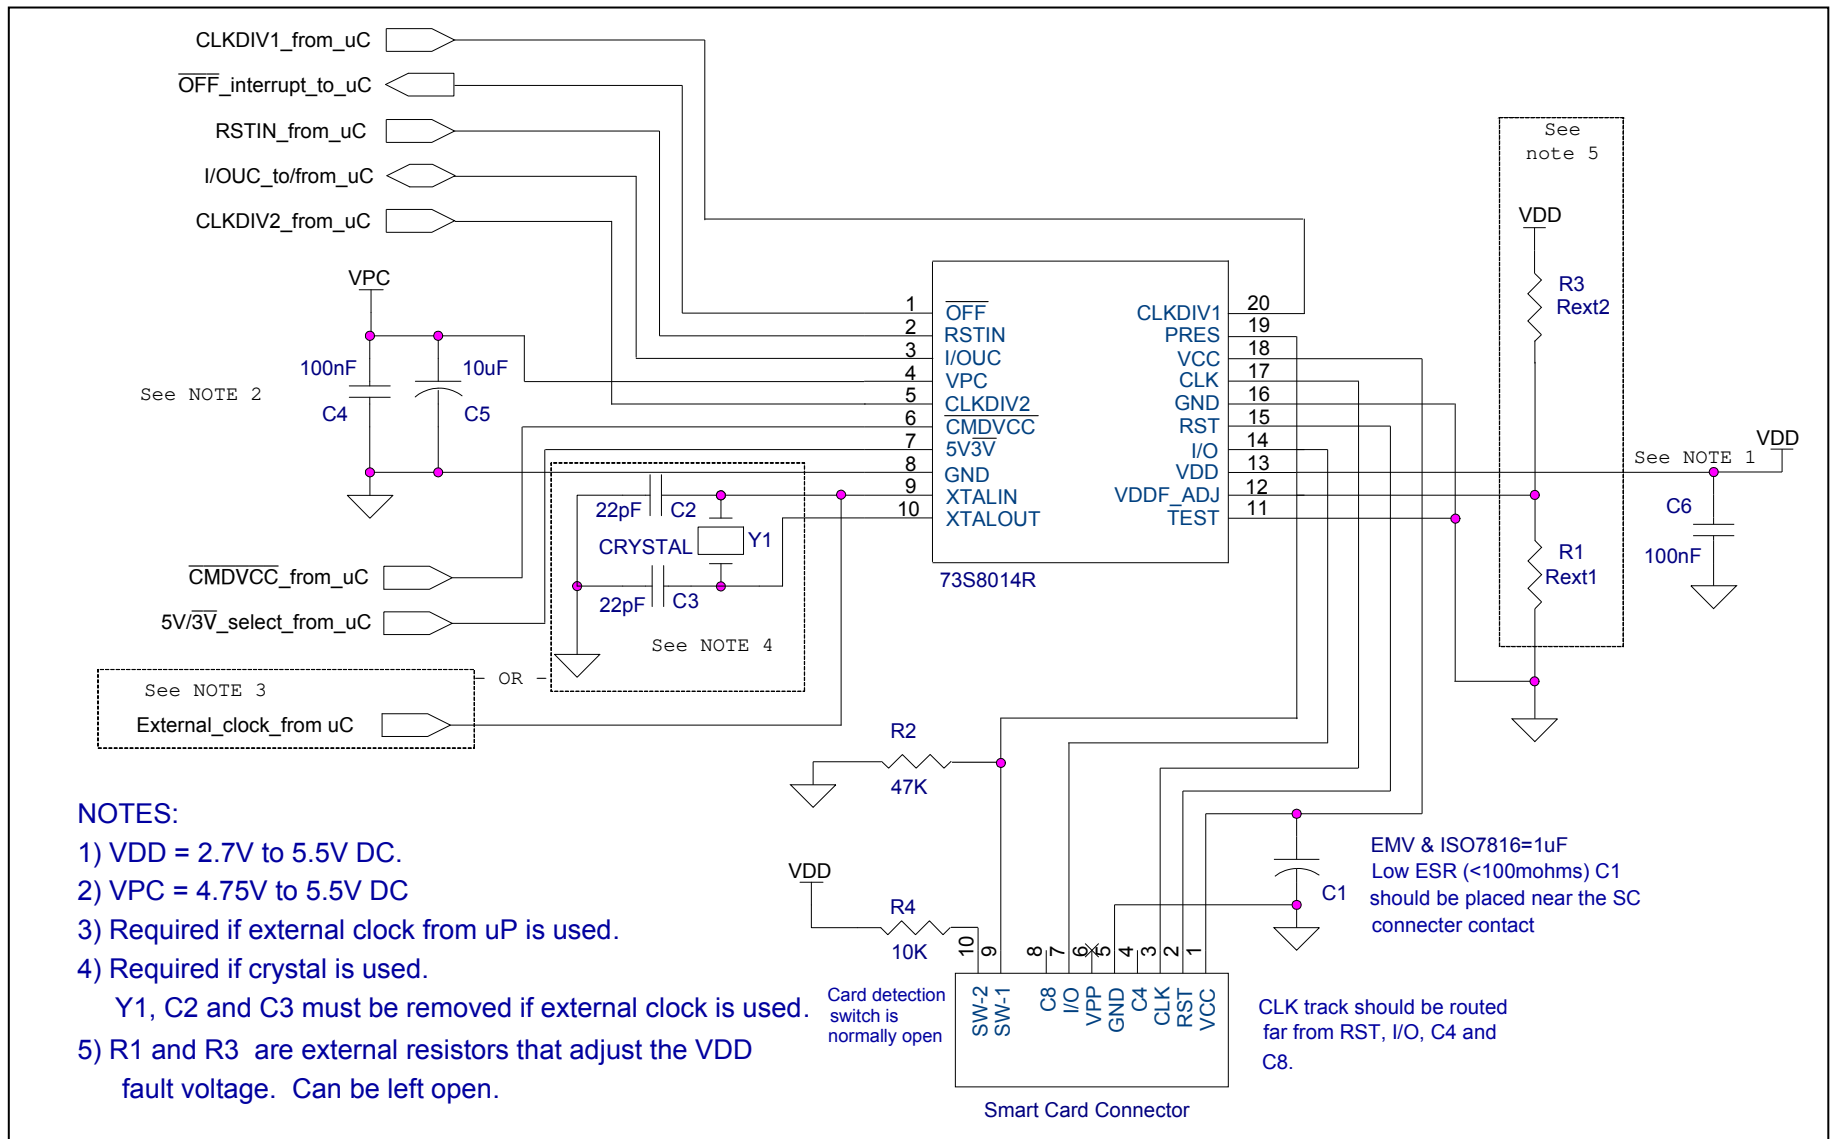 CLKDIV1_from_uC
OFF_interrupt_to_uC
RSTIN_from_uC
I/OUC_to/from_uC
CLKDIV2_from_uC
VPC
100nF
C4
10uF
C5
See NOTE 2
CMDVCC_from_uC
5V/3V_select_from_uC
See NOTE 3
External_clock_from uC
- OR -
22pF
C2
CRYSTAL
Y1
22pF
C3
See NOTE 4
1 OFF
2 RSTIN
3 I/OUC
4 VPC
5 CLKDIV2
6 CMDVCC
7 5V3V
8 GND
9 XTALIN
10 XTALOUT
CLKDIV1 20
PRES 19
VCC 18
CLK 17
GND 16
RST 15
I/O 14
VDD 13
VDDF_ADJ 12
TEST 11
73S8014R
See
note 5
VDD
R3
Rext2
R1
Rext1
See NOTE 1
VDD
C6
100nF
R2
47K
VDD
R4
10K
C1
EMV & ISO7816=1uF
Low ESR (<100mohms) C1
should be placed near the SC
connecter contact
Card detection
switch is
normally open
10 SW-2
9 SW-1
8 C8
7 I/O
6 VPP
5 GND
4 C4
3 CLK
2 RST
1 VCC
Smart Card Connector
CLK track should be routed
far from RST, I/O, C4 and
C8.
NOTES:
1) VDD = 2.7V to 5.5V DC.
2) VPC = 4.75V to 5.5V DC
3) Required if external clock from uP is used.
4) Required if crystal is used.
Y1, C2 and C3 must be removed if external clock is used.
5) R1 and R3 are external resistors that adjust the VDD
fault voltage. Can be left open.